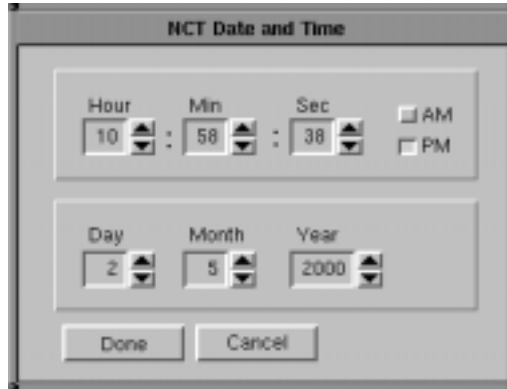 NCT Date and Time
Hour Min Sec
10 : 58 : 38
AM
PM
Day Month Year
2 5 2000
Done Cancel